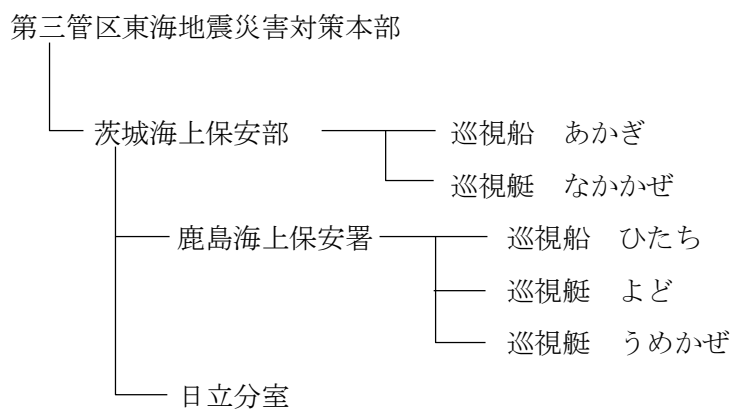 第三管区東海地震災害対策本部
茨城海上保安部 巡視船 あかぎ
巡視艇 なかかぜ
鹿島海上保安署 巡視船 ひたち
巡視艇 よど
巡視艇 うめかぜ
日立分室